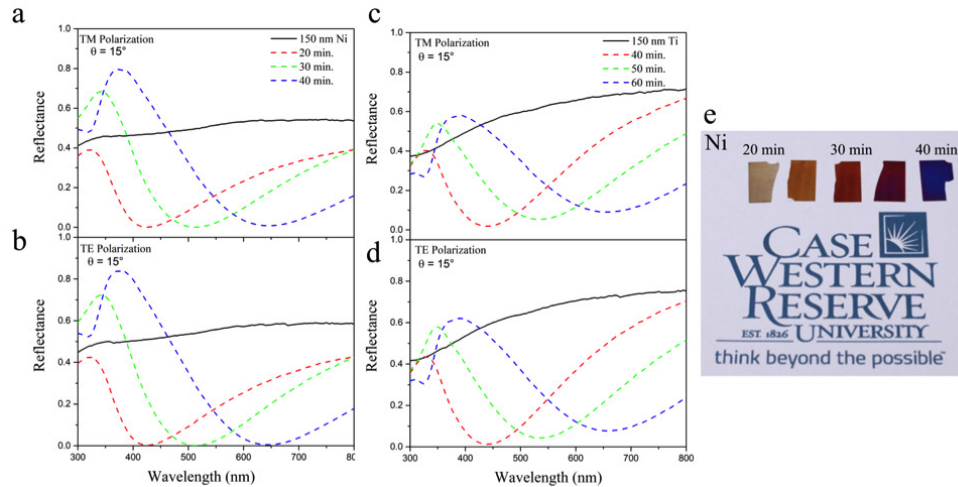 a
TM Polarization
θ = 15°
150 nm Ni
20 min.
30 min.
40 min.
Reflectance
1.0
0.8
0.6
0.4
0.2
0.0
b
TE Polarization
θ = 15°
Reflectance
0.8
0.6
0.4
0.2
0.0
300
400
500
600
700
80
Wavelength (nm)
c
TM Polarization
θ = 15°
150 nm Ti
40 min.
50 min.
60 min.
Reflectance
1.0
0.8
0.6
0.4
0.2
0.0
d
TE Polarization
θ = 15°
Reflectance
1.0
0.8
0.6
0.4
0.2
0.0
300
400
500
600
700
800
Wavelength (nm)
e
Ni
20 min 30 min 40 min
CASE
WESTERN
RESERVE
EST. 1826 UNIVERSITY
think beyond the possible™